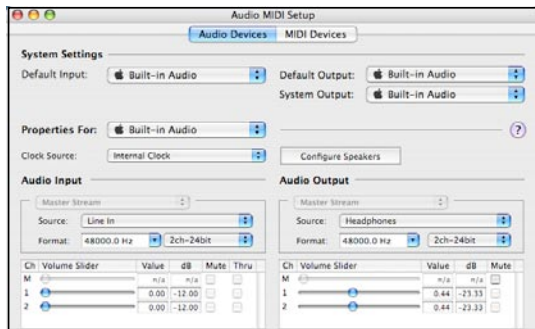 Audio MIDI Setup
Audio Devices MIDI Devices
System Settings
Default Input: Built-in Audio Default Output: Built-in Audio
System Output: Built-in Audio
Properties For: Built-in Audio ?
Clock Source: Internal Clock Configure Speakers
Audio Input Audio Output
Master Stream Master Stream
Source: Line In Source: Headphones
Format: 48000.0 Hz 2ch-24bit Format: 48000.0 Hz 2ch-24bit
Ch Volume Slider Value dB Mute Thru Ch Volume Slider Value dB Mute
M n/a n/a M n/a n/a
1 0.00 -12.00 1 0.44 -23.33
2 0.00 -12.00 2 0.44 -23.33